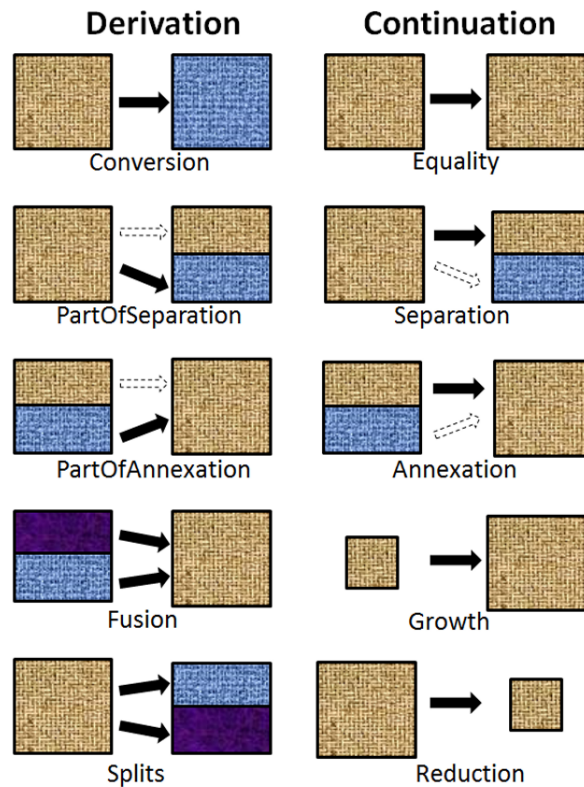 Derivation
Continuation
Conversion
Equality
PartOfSeparation
Separation
PartOfAnnexation
Annexation
Fusion
Growth
Splits
Reduction